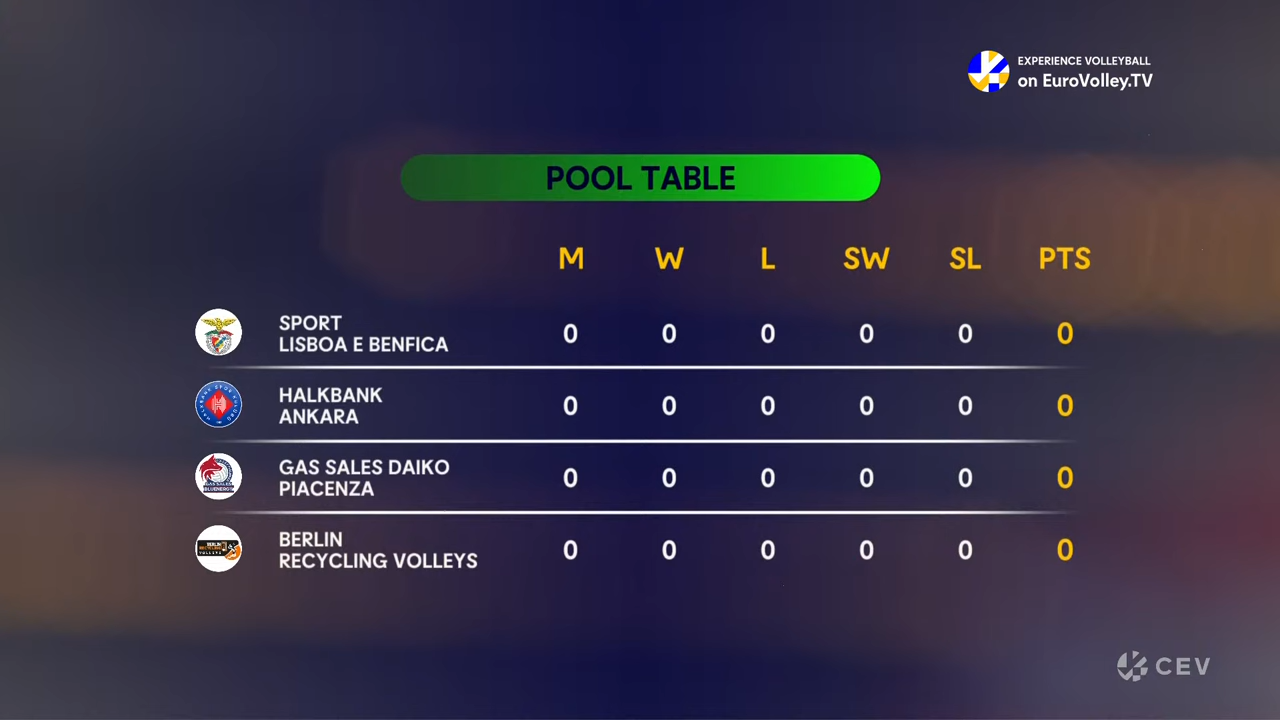 EXPERIENCE VOLLEYBALL
on EuroVolley.TV
POOL TABLE
M W L SW SL PTS
SPORT
LISBOA E BENFICA
0 0 0 0 0 0
HALKBANK
ANKARA
0 0 0 0 0 0
GAS SALES DAIKO
PIACENZA
0 0 0 0 0 0
BERLIN
RECYCLING VOLLEYS
0 0 0 0 0 0
CEV